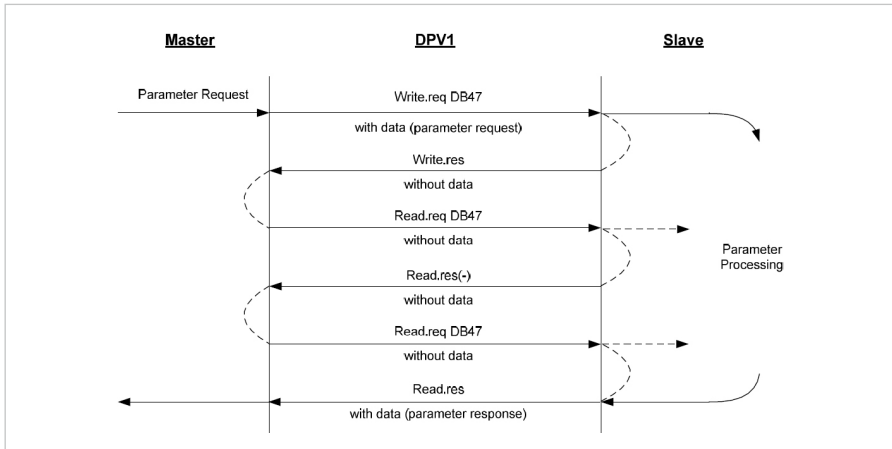 Master DPV1 Slave
Parameter Request
Write.req DB47
with data (parameter request)
Write.res
without data
Read.req DB47
without data
Parameter
Processing
Read.res(-)
without data
Read.req DB47
without data
Read.res
with data (parameter response)